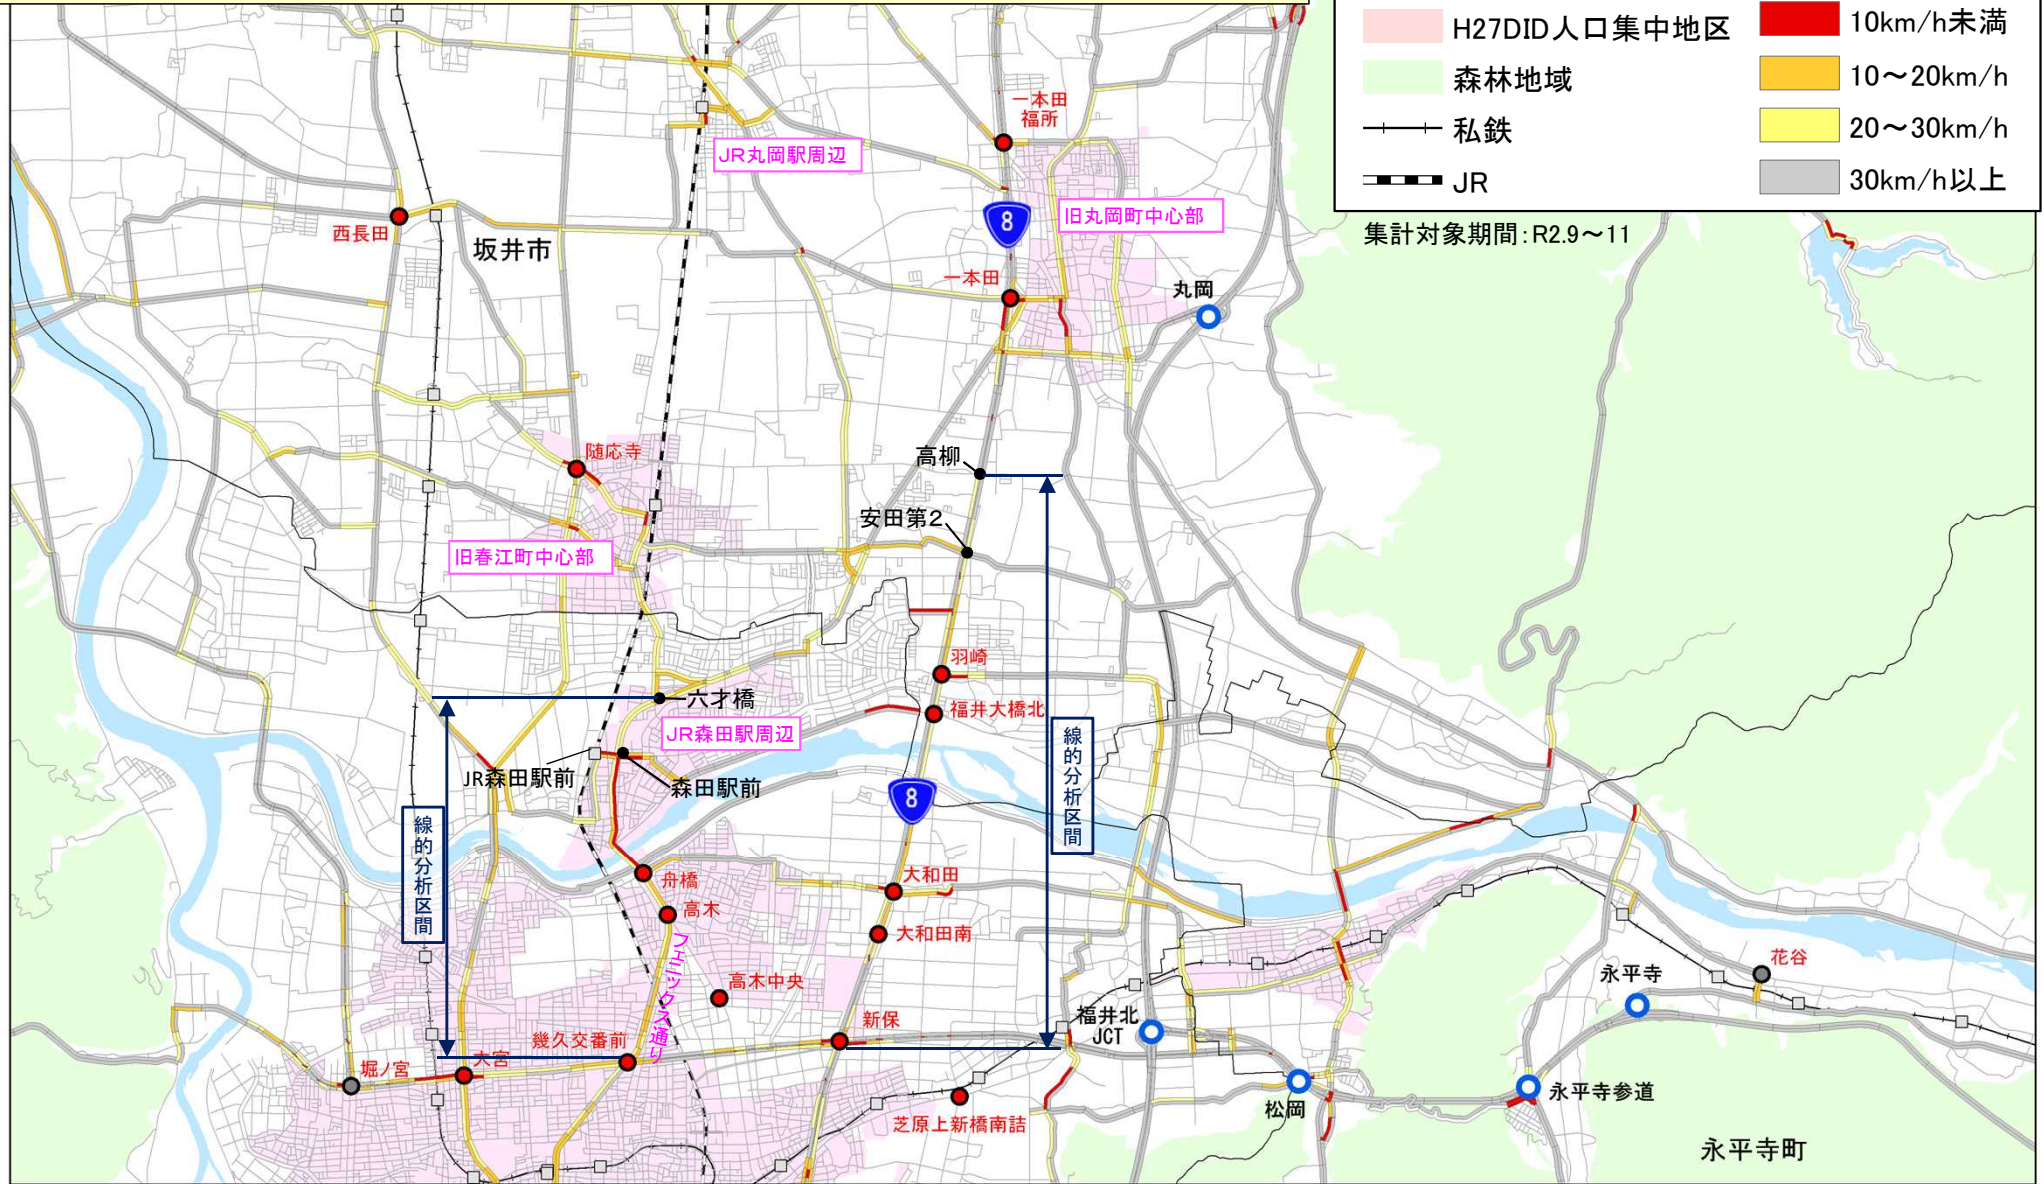 H27DID人口集中地区
森林地域
私鉄
JR
10km/h未満
10～20km/h
20～30km/h
30km/h以上
集計対象期間：R2.9～11
一本田
福所
JR丸岡駅周辺
8
旧丸岡町中心部
西長田
坂井市
一本田
丸岡
随応寺
高柳
安田第2
旧春江町中心部
羽崎
六才橋
福井大橋北
JR森田駅周辺
線的分析区間
JR森田駅前
森田駅前
8
線的分析区間
舟橋
大和田
高木
大和田南
フェニックス通り
高木中央
花谷
永平寺
新保
福井北
JCT
幾久交番前
堀ノ宮
大宮
芝原上新橋南詰
松岡
永平寺参道
永平寺町